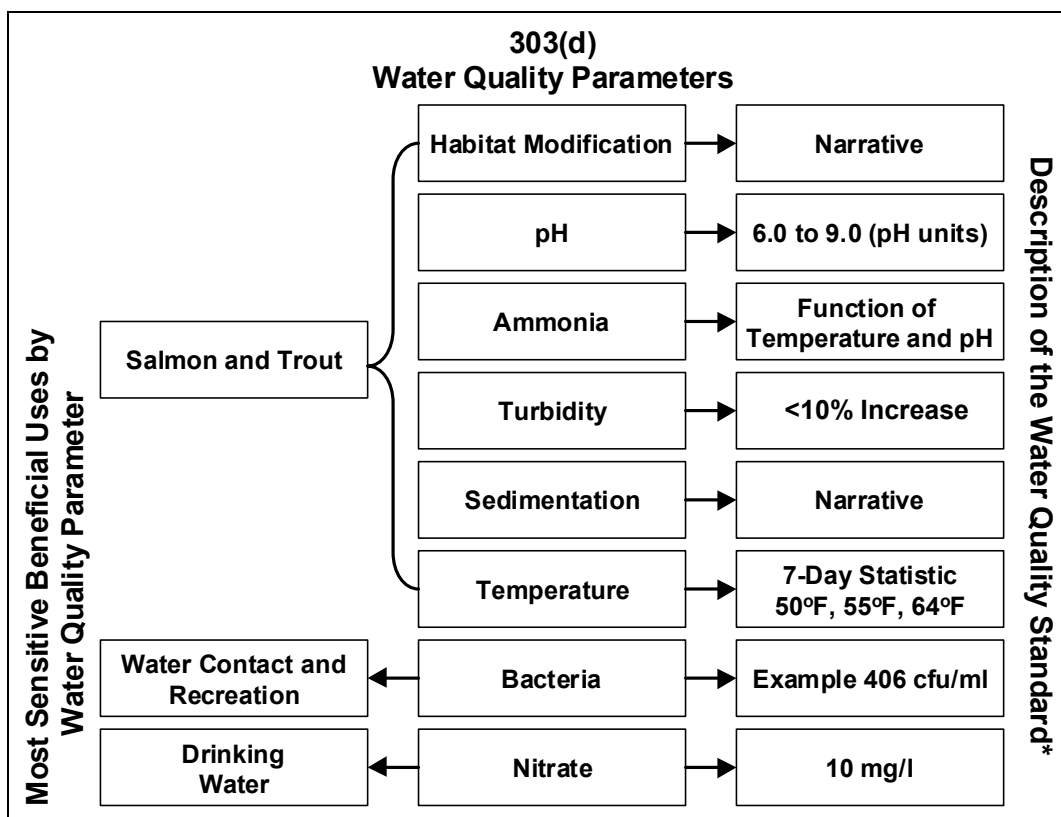 303(d)
Water Quality Parameters
Most Sensitive Beneficial Uses by
Water Quality Parameter
Description of the Water Quality Standard*
Salmon and Trout
Habitat Modification
Narrative
pH
6.0 to 9.0 (pH units)
Ammonia
Function of
Temperature and pH
Turbidity
<10% Increase
Sedimentation
Narrative
Temperature
7-Day Statistic
50ºF, 55ºF, 64ºF
Water Contact and
Recreation
Bacteria
Example 406 cfu/ml
Drinking
Water
Nitrate
10 mg/l